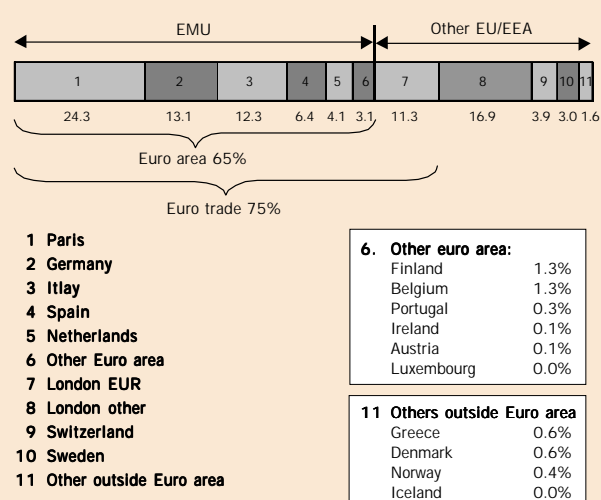 EMU Other EU/EEA
1 2 3 4 5 6 7 8 9 10 11
24.3 13.1 12.3 6.4 4.1 3.1 11.3 16.9 3.9 3.0 1.6
Euro area 65%
Euro trade 75%
1 Paris
2 Germany
3 Itlay
4 Spain
5 Netherlands
6 Other Euro area
7 London EUR
8 London other
9 Switzerland
10 Sweden
11 Other outside Euro area
6. Other euro area:
Finland 1.3%
Belgium 1.3%
Portugal 0.3%
Ireland 0.1%
Austria 0.1%
Luxembourg 0.0%
11 Others outside Euro area
Greece 0.6%
Denmark 0.6%
Norway 0.4%
Iceland 0.0%